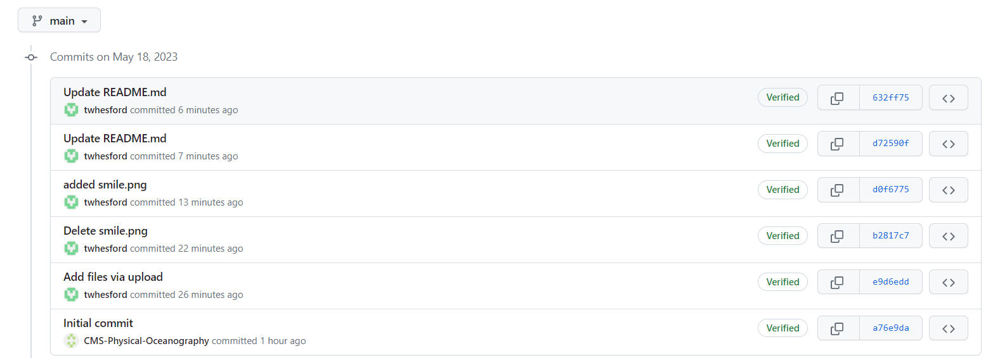 main
Commits on May 18, 2023
Update README.md
Verified
632ff75
twhesford committed 6 minutes ago
Update README.md
Verified
d72590f
twhesford committed 7 minutes ago
added smile.png
Verified
d0f6775
twhesford committed 13 minutes ago
Delete smile.png
Verified
b2817c7
twhesford committed 22 minutes ago
Add files via upload
Verified
e9d6edd
twhesford committed 26 minutes ago
Initial commit
Verified
a76e9da
CMS-Physical-Oceanography committed 1 hour ago